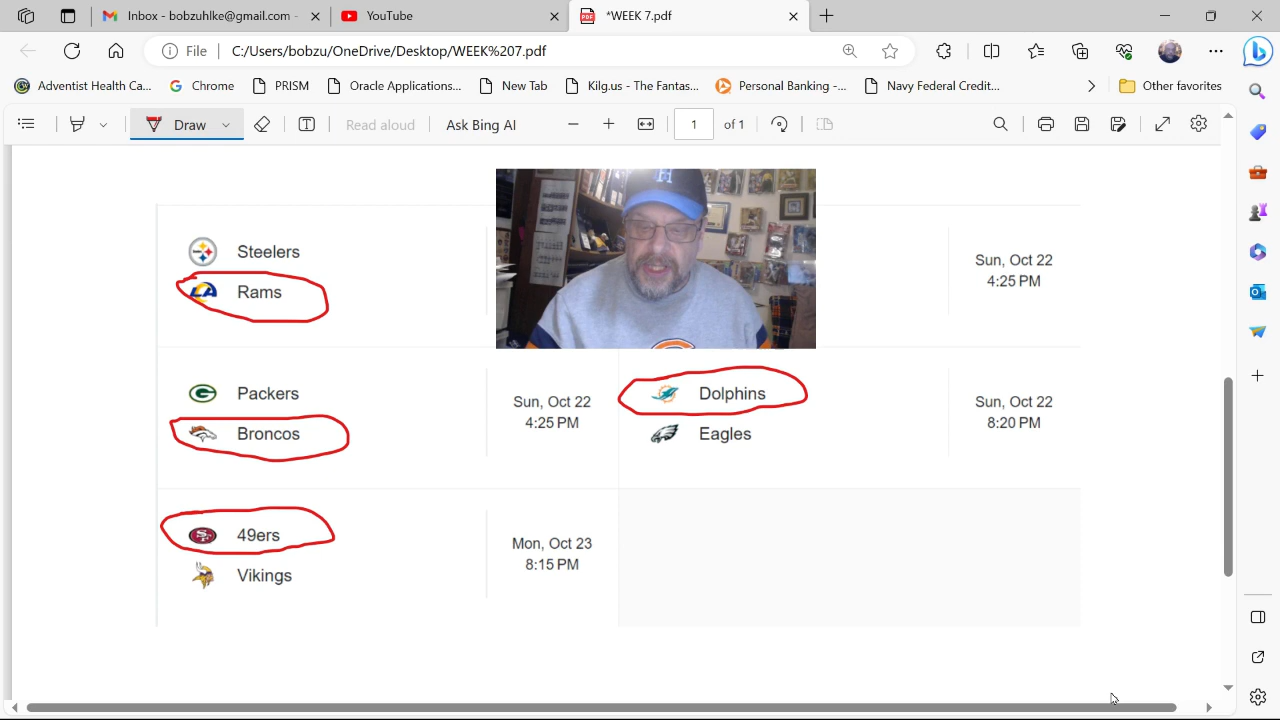 Inbox - bobzuhlke@gmail.com -
YouTube
*WEEK 7.pdf
File
C:/Users/bobzu/OneDrive/Desktop/WEEK%207.pdf
Adventist Health Ca...
Chrome
PRISM
Oracle Applications...
New Tab
Kilg.us - The Fantas...
Personal Banking -...
Navy Federal Credit...
Other favorites
Draw
Read aloud
Ask Bing AI
1
of 1
Steelers
Rams
Sun, Oct 22
4:25 PM
Packers
Broncos
Sun, Oct 22
4:25 PM
Dolphins
Eagles
Sun, Oct 22
8:20 PM
49ers
Vikings
Mon, Oct 23
8:15 PM